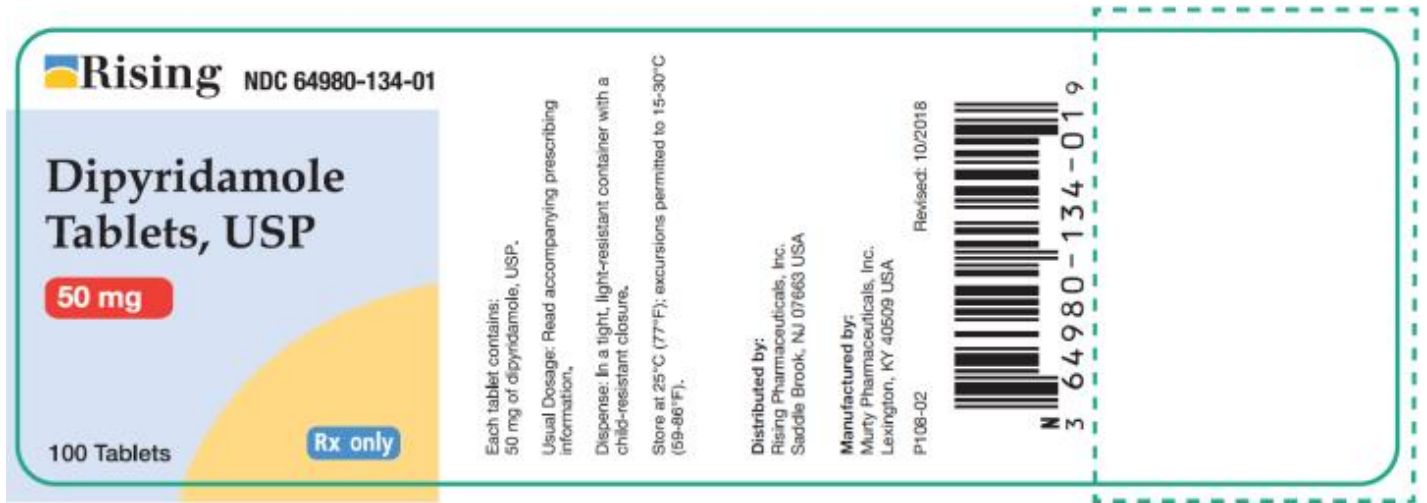 Rising NDC 64980-134-01
Dipyridamole
Tablets, USP
50 mg
100 Tablets
Rx only
Each tablet contains:
50 mg of dipyridamole, USP.
Usual Dosage: Read accompanying prescribing
information.
Dispense: In a tight, light-resistant container with a
child-resistant closure.
Store at 25°C (77°F); excursions permitted to 15-30°C
(59-86°F).
Distributed by:
Rising Pharmaceuticals, Inc.
Saddle Brook, NJ 07663 USA
Manufactured by:
Murty Pharmaceuticals, Inc.
Lexington, KY 40509 USA
P108-02 Revised: 10/2018
N
3 64980-134-01 9